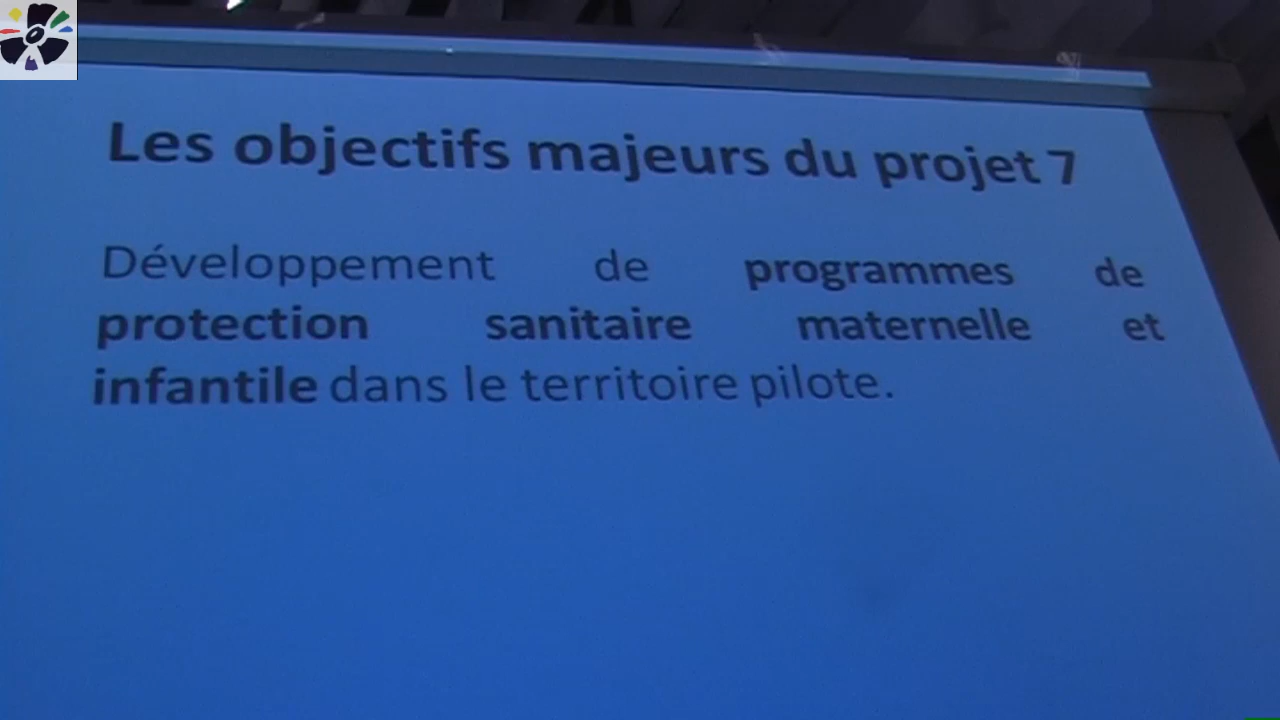 Les objectifs majeurs du projet 7
Développement de programmes de
protection sanitaire maternelle et
infantile dans le territoire pilote.